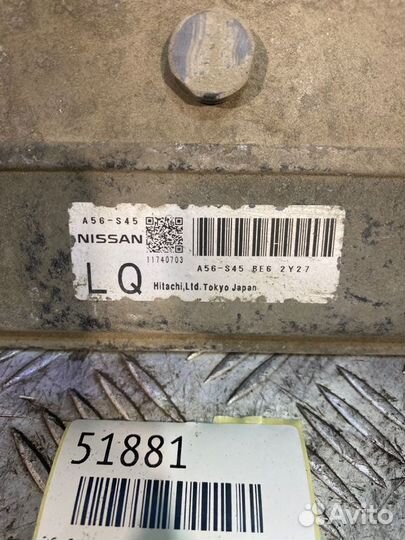 A56-S45
NISSAN
11740703
A56-S45 BE6 2Y27
LQ
Hitachi,Ltd.Tokyo Japan
51881
Avito